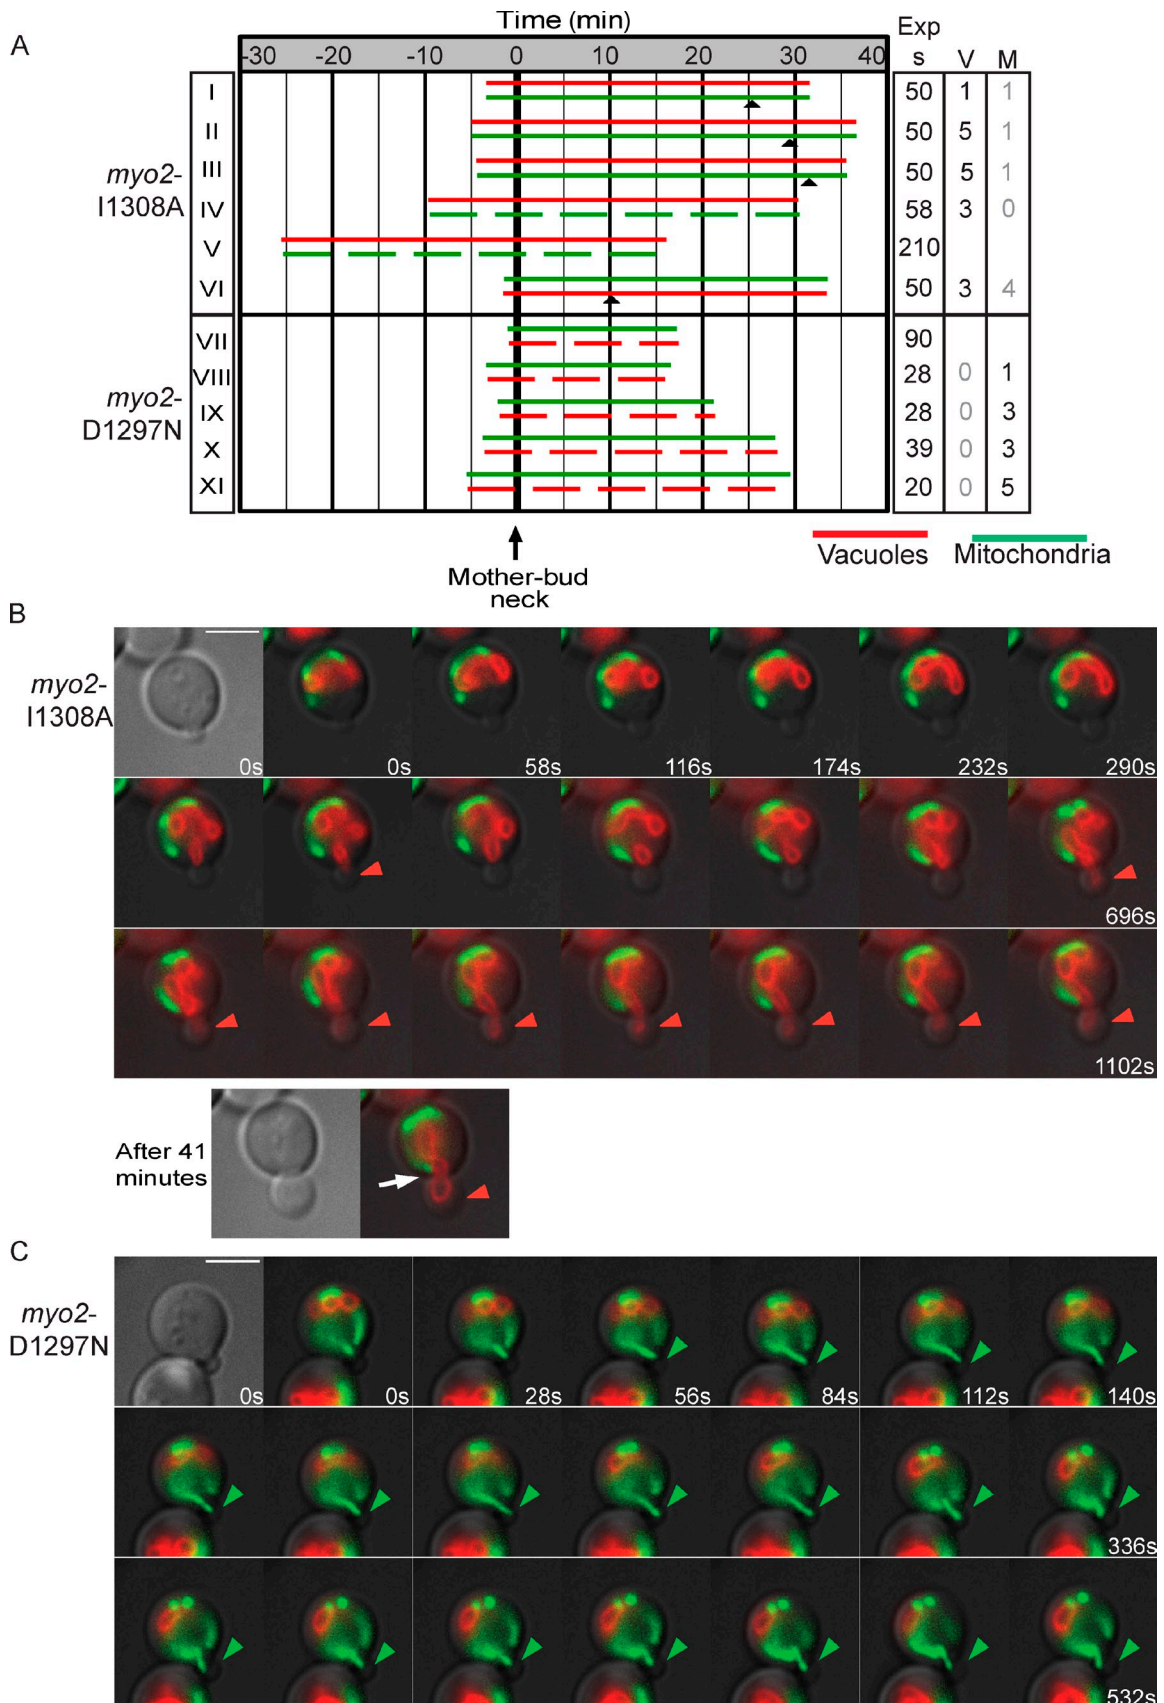 A
Time (min)
Exp
s V M
-30 -20 -10 0 10 20 30 40
myo2-
I1308A
I 50 1 1
II 50 5 1
III 50 5 1
IV 58 3 0
V 210
VI 50 3 4
myo2-
D1297N
VII 90
VIII 28 0 1
IX 28 0 3
X 39 0 3
XI 20 0 5
Mother-bud
neck
Vacuoles Mitochondria
B
myo2-
I1308A
0s 0s 58s 116s 174s 232s 290s
696s
1102s
After 41
minutes
C
myo2-
D1297N
0s 0s 28s 56s 84s 112s 140s
336s
532s